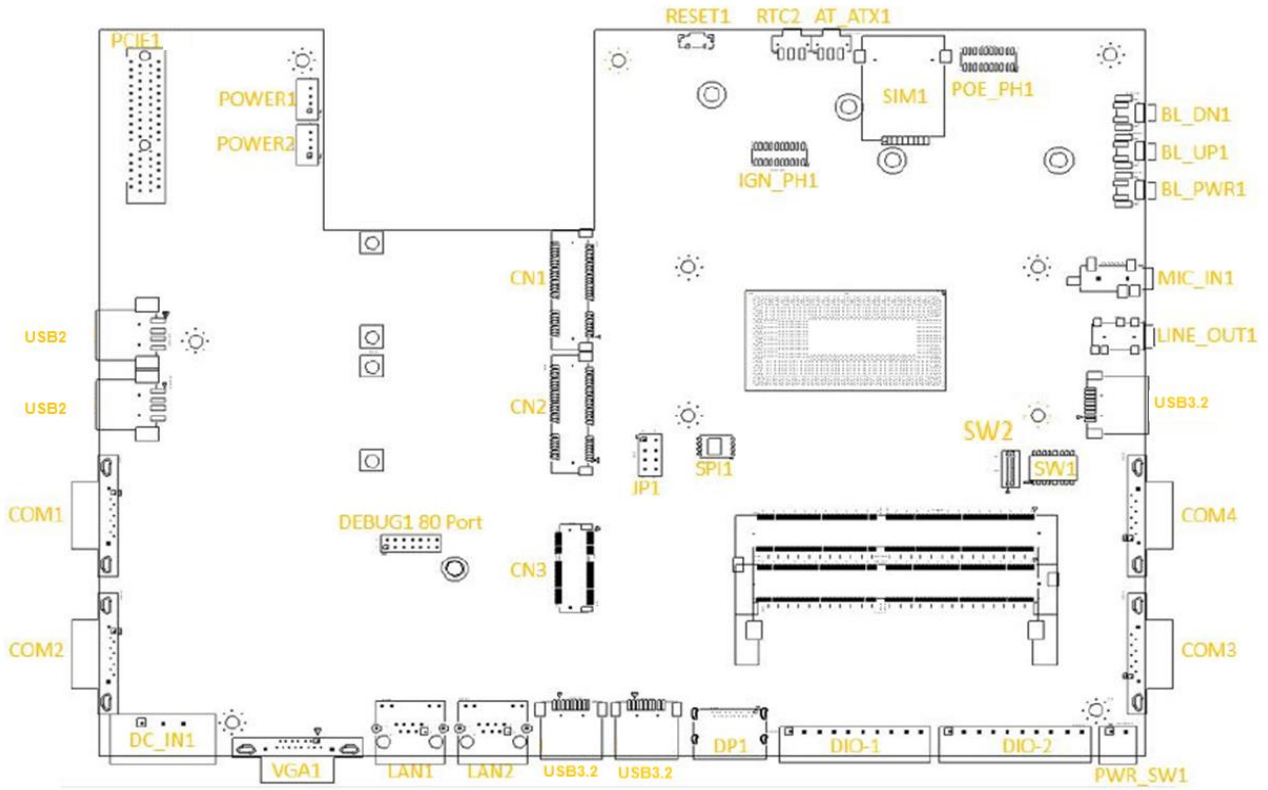 RESET1
RTC2
AT_ATX1
PCIE1
POWER1
POWER2
SIM1
POE_PH1
BL_DN1
BL_UP1
BL_PWR1
IGN_PH1
CN1
MIC_IN1
USB2
LINE_OUT1
USB2
CN2
USB3.2
SW2
JP1
SPI1
SW1
COM1
DEBUG1 80 Port
COM4
CN3
COM2
COM3
DC_IN1
VGA1
LAN1
LAN2
USB3.2
USB3.2
DP1
DIO-1
DIO-2
PWR_SW1